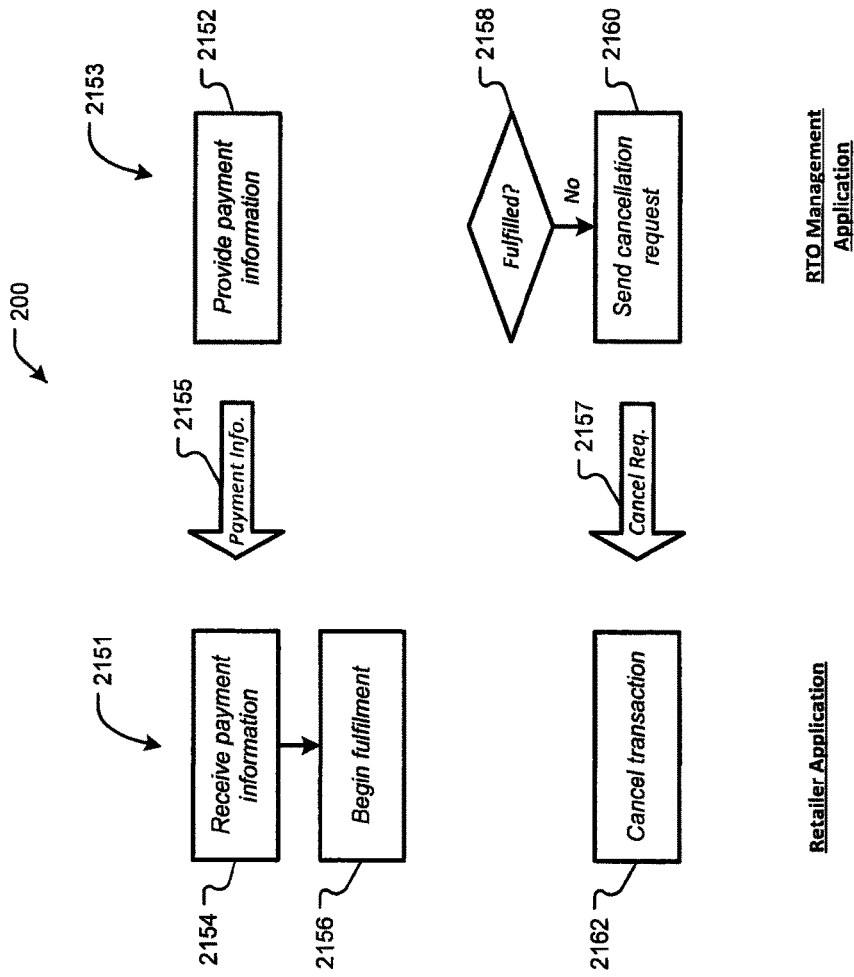 200
2151
2153
2154
Receive payment
information
2155
Payment Info.
Provide payment
information
2152
2156
Begin fulfilment
Fulfilled?
2158
No
2162
Cancel transaction
2157
Cancel Req.
Send cancellation
request
2160
Retailer Application
RTO Management
Application